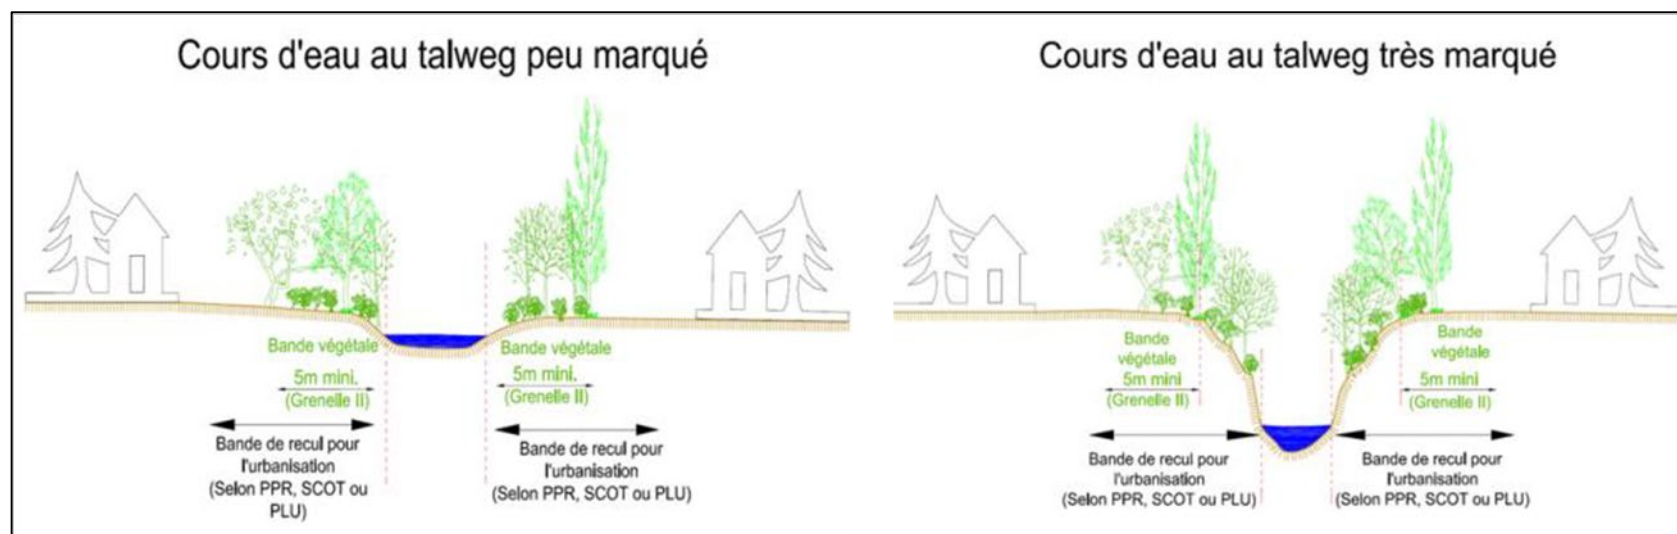 Cours d'eau au talweg peu marqué
Bande végétale
5m mini.
(Grenelle II)
Bande de recul pour
l'urbanisation
(Selon PPR, SCOT ou
PLU)
Bande végétale
5m mini.
(Grenelle II)
Bande de recul pour
l'urbanisation
(Selon PPR, SCOT ou PLU)
Cours d'eau au talweg très marqué
Bande
végétale
5m mini
(Grenelle II)
Bande de recul pour
l'urbanisation
(Selon PPR, SCOT ou PLU)
Bande
végétale
5m mini
(Grenelle II)
Bande de recul pour
l'urbanisation
(Selon PPR, SCOT ou PLU)